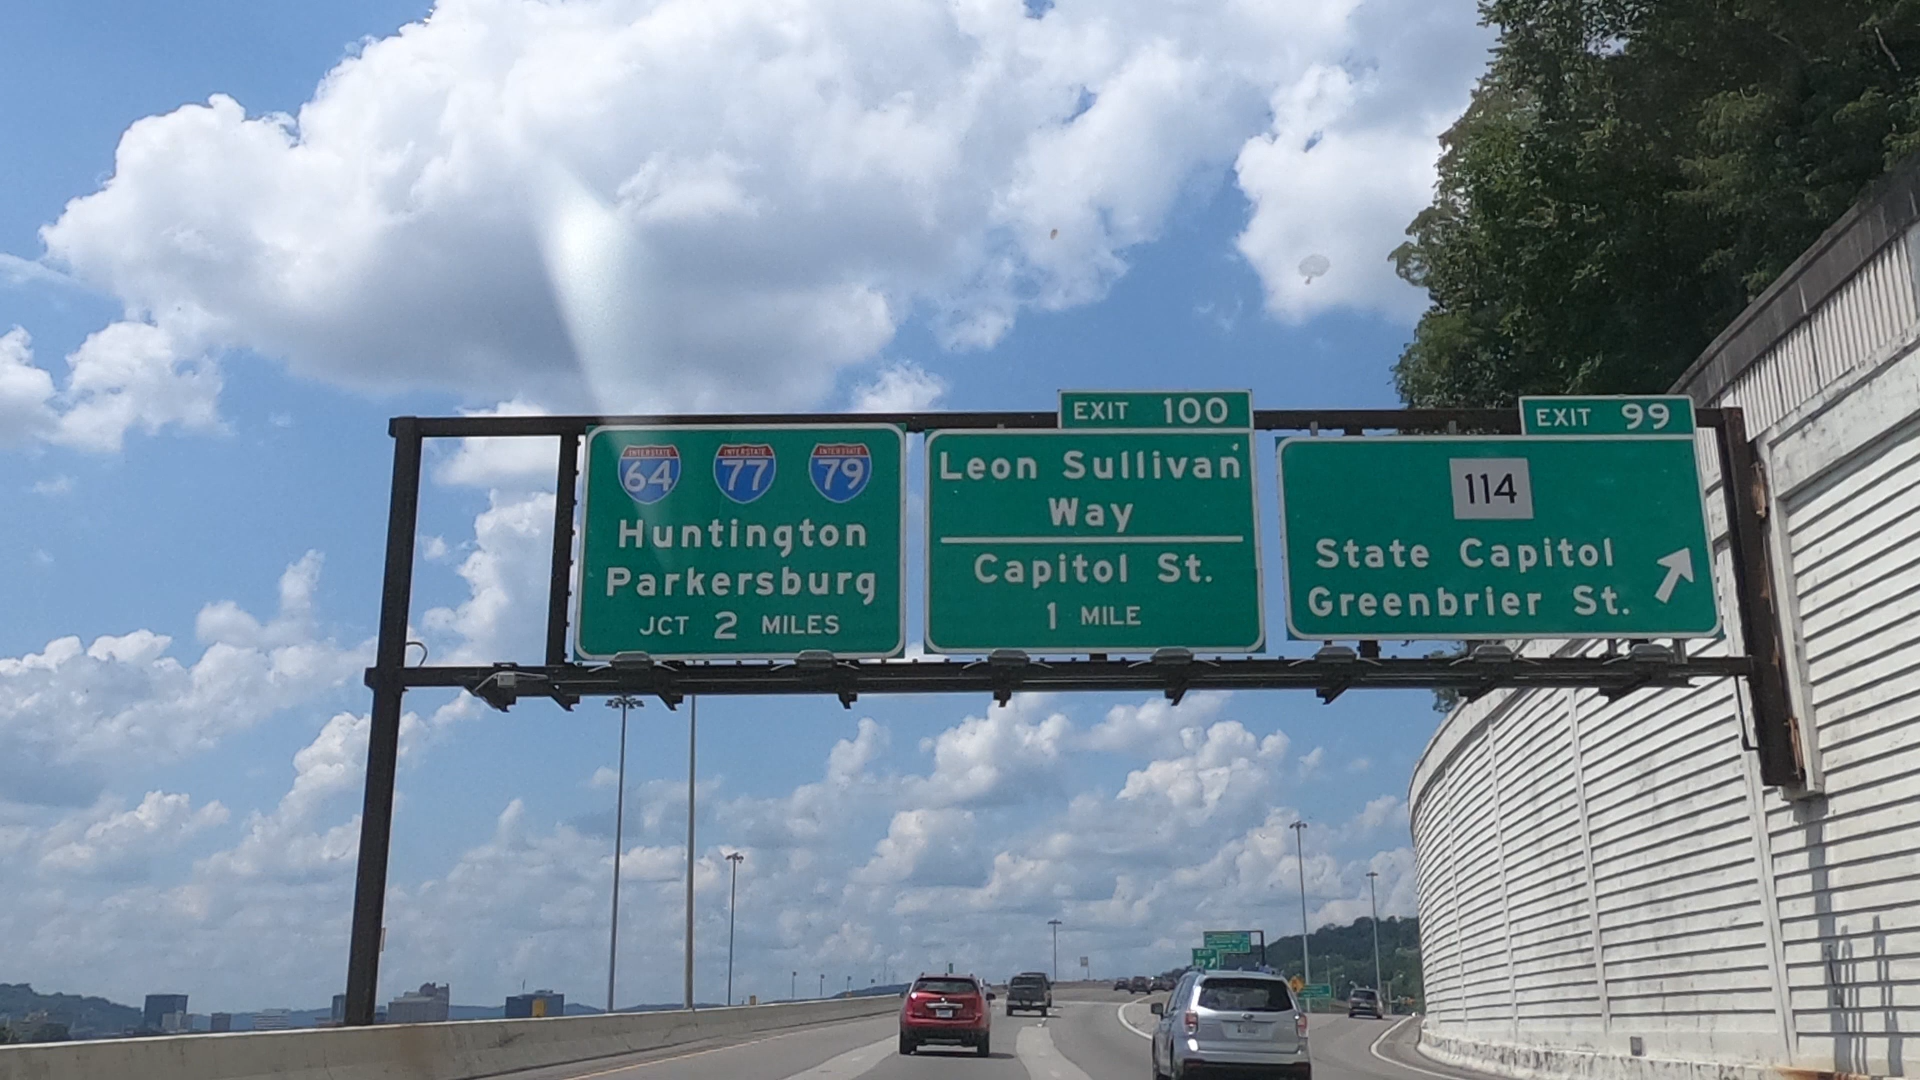 INTERSTATE 64 INTERSTATE 77 INTERSTATE 79
Huntington
Parkersburg
JCT 2 MILES
EXIT 100
Leon Sullivan
Way
Capitol St.
1 MILE
EXIT 99
114
State Capitol
Greenbrier St.